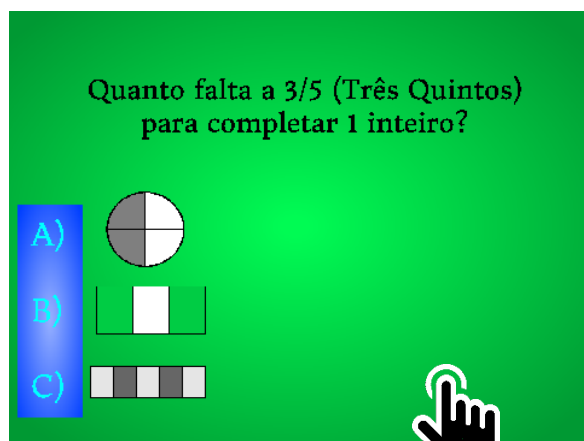 Quanto falta a 3/5 (Três Quintos)
para completar 1 inteiro?
A)
B)
C)